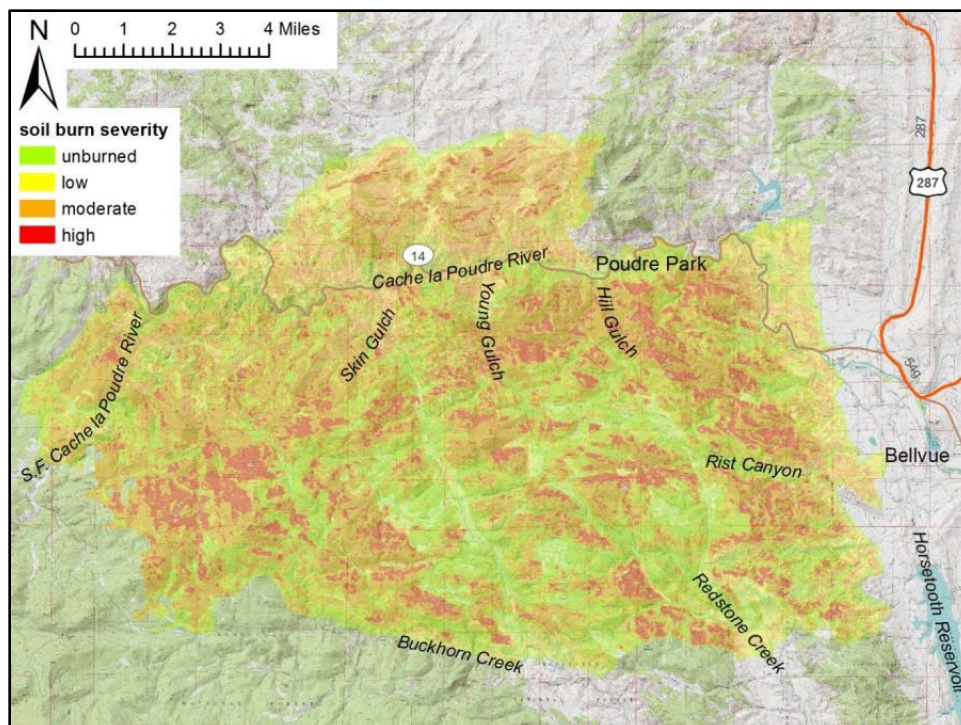 N
0 1 2 3 4 Miles
soil burn severity
unburned
low
moderate
high
287
287
14
Cache la Poudre River
Poudre Park
Young Gulch
Hill Gulch
Skin Gulch
S.F. Cache la Poudre River
Rist Canyon
Bellvue
Horsetooth Reservoir
Redstone Creek
Buckhorn Creek